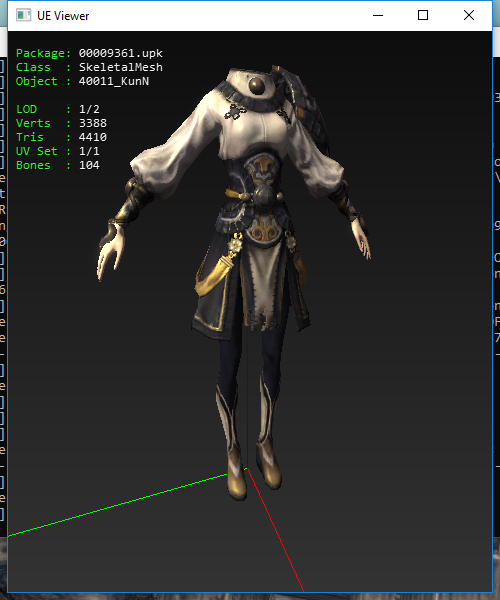 UE Viewer
Package: 00009361.upk
Class : SkeletalMesh
Object : 40011_KunN
LOD : 1/2
Verts : 3388
Tris : 4410
UV Set : 1/1
Bones : 104